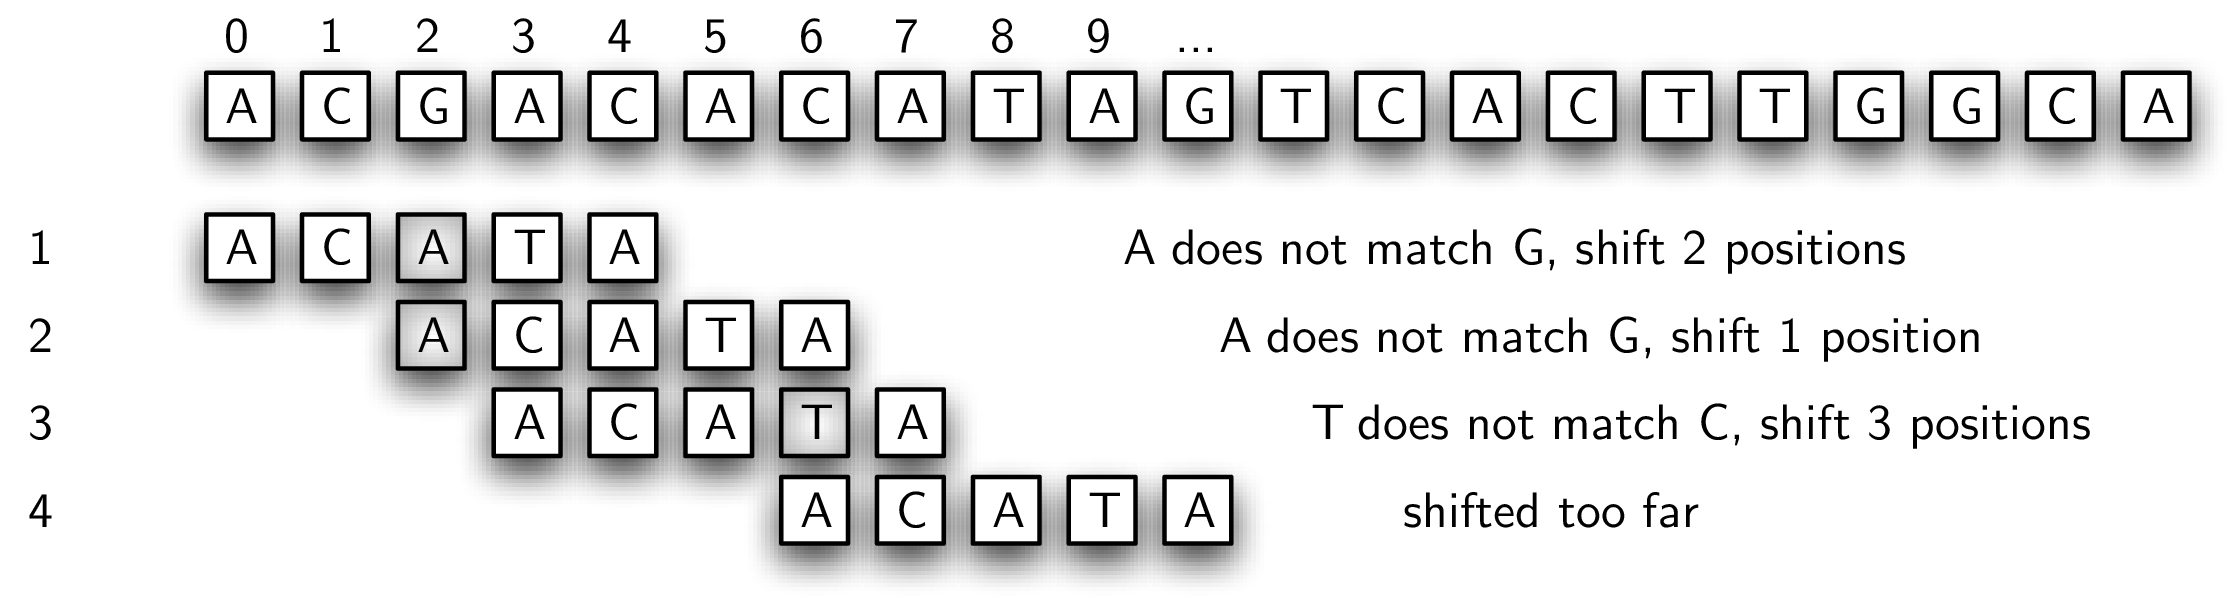 0 1 2 3 4 5 6 7 8 9 ...
A C G A C A C A T A G T C A C T T G G C A
1 A C A T A A does not match G, shift 2 positions
2 A C A T A A does not match G, shift 1 position
3 A C A T A T does not match C, shift 3 positions
4 A C A T A shifted too far